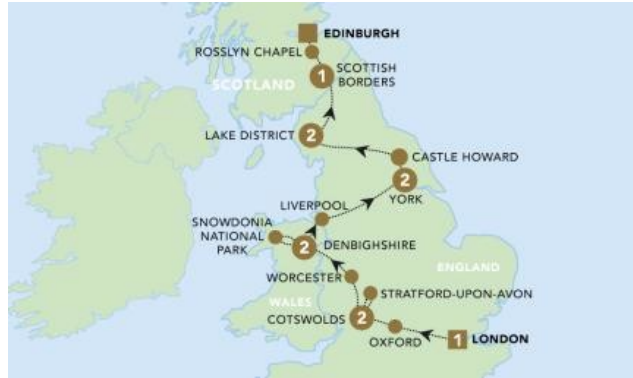 EDINBURGH
ROSSLYN CHAPEL
SCOTLAND
1
SCOTTISH
BORDERS
LAKE DISTRICT
2
CASTLE HOWARD
2
YORK
LIVERPOOL
SNOWDONIA
NATIONAL
PARK
2
DENBIGHSHIRE
ENGLAND
WORCESTER
STRATFORD-UPON-AVON
WALES
COTSWOLDS
2
OXFORD
1
LONDON